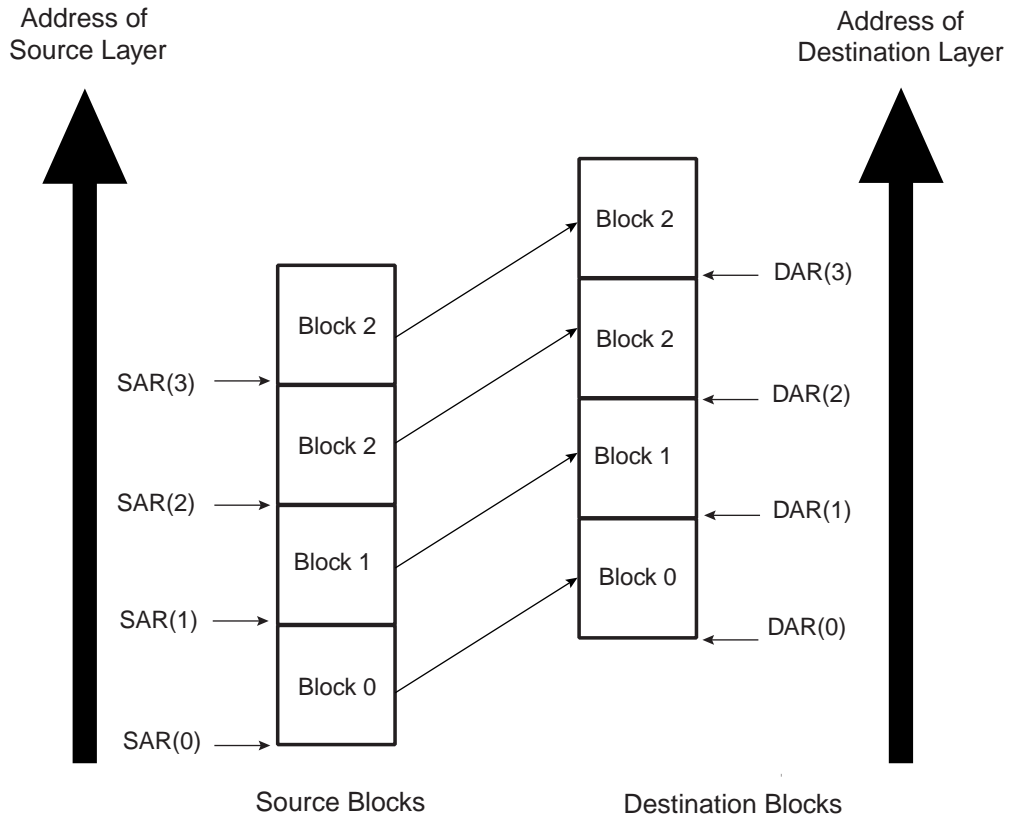 Address of
Source Layer
Address of
Destination Layer
Block 2
Block 2
Block 1
Block 0
SAR(3)
SAR(2)
SAR(1)
SAR(0)
Block 2
Block 2
Block 1
Block 0
DAR(3)
DAR(2)
DAR(1)
DAR(0)
Source Blocks
Destination Blocks